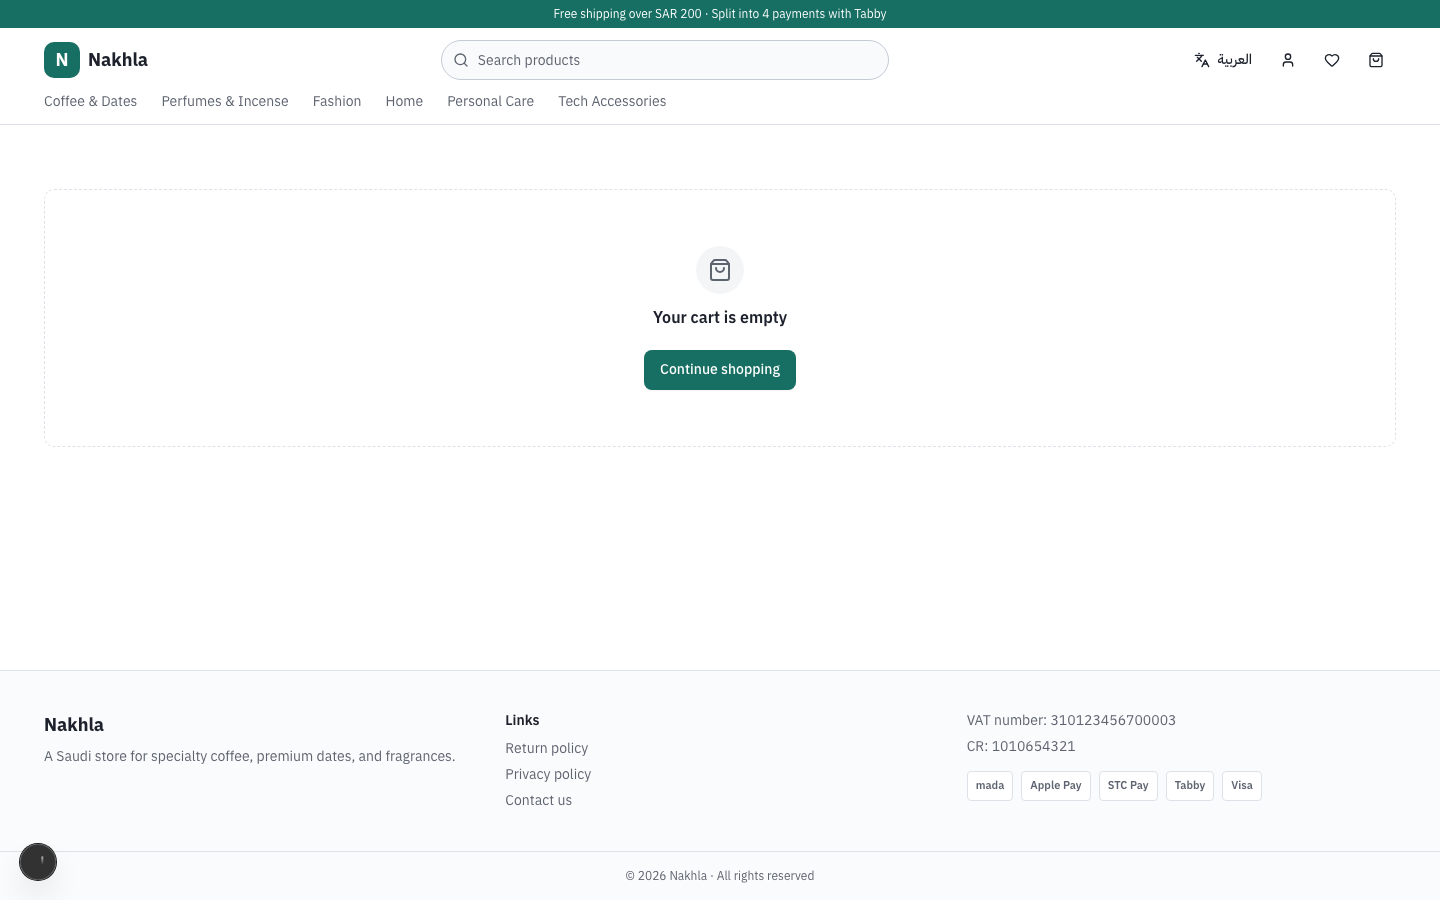 Free shipping over SAR 200 · Split into 4 payments with Tabby
N Nakhla
Search products
العربية
Coffee & Dates Perfumes & Incense Fashion Home Personal Care Tech Accessories
Your cart is empty
Continue shopping
Nakhla
A Saudi store for specialty coffee, premium dates, and fragrances.
Links
Return policy
Privacy policy
Contact us
VAT number: 310123456700003
CR: 1010654321
mada Apple Pay STC Pay Tabby Visa
© 2026 Nakhla · All rights reserved